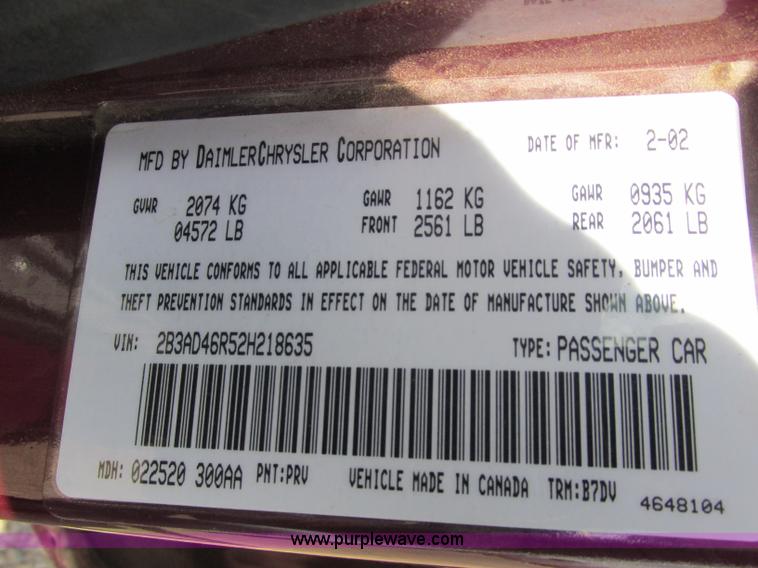 MFD BY DAIMLERCHRYSLER CORPORATION DATE OF MFR: 2-02
GVWR 2074 KG GAWR 1162 KG GAWR 0935 KG
04572 LB FRONT 2561 LB REAR 2061 LB
THIS VEHICLE CONFORMS TO ALL APPLICABLE FEDERAL MOTOR VEHICLE SAFETY, BUMPER AND
THEFT PREVENTION STANDARDS IN EFFECT ON THE DATE OF MANUFACTURE SHOWN ABOVE.
VIN: 2B3AD46R52H218635 TYPE: PASSENGER CAR
MDH: 022520 300AA PNT:PRV VEHICLE MADE IN CANADA TRM:B7DV
4648104
www.purplewave.com